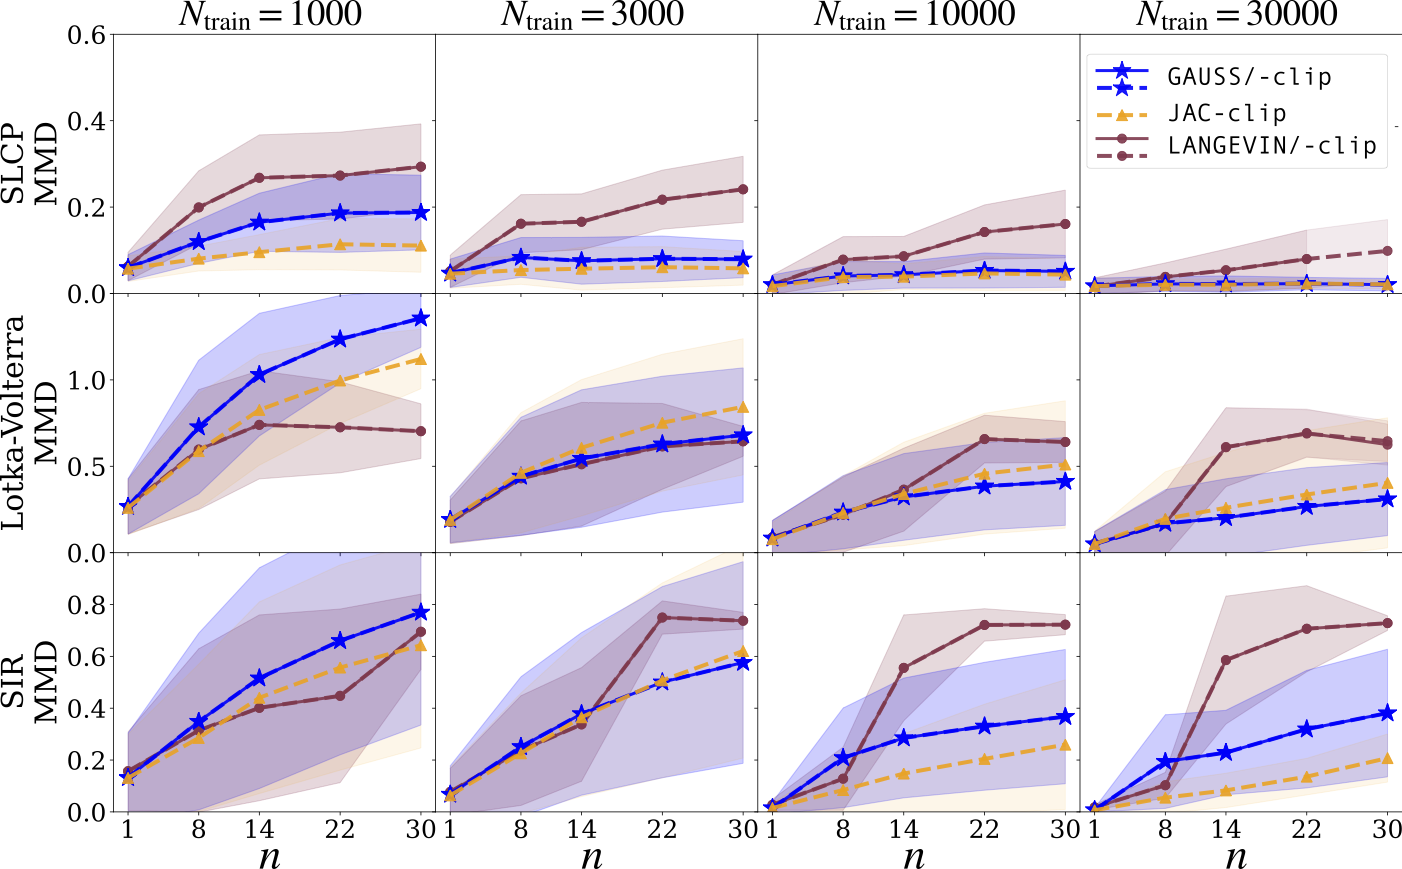 N_train = 1000 N_train = 3000 N_train = 10000 N_train = 30000
0.6
0.4
0.2
0.0
SLCP
MMD
GAUSS/-clip
JAC-clip
LANGEVIN/-clip
1.0
0.5
0.0
Lotka-Volterra
MMD
0.8
0.6
0.4
0.2
0.0
SIR
MMD
1 8 14 22 30 1 8 14 22 30 1 8 14 22 30 1 8 14 22 30
n n n n